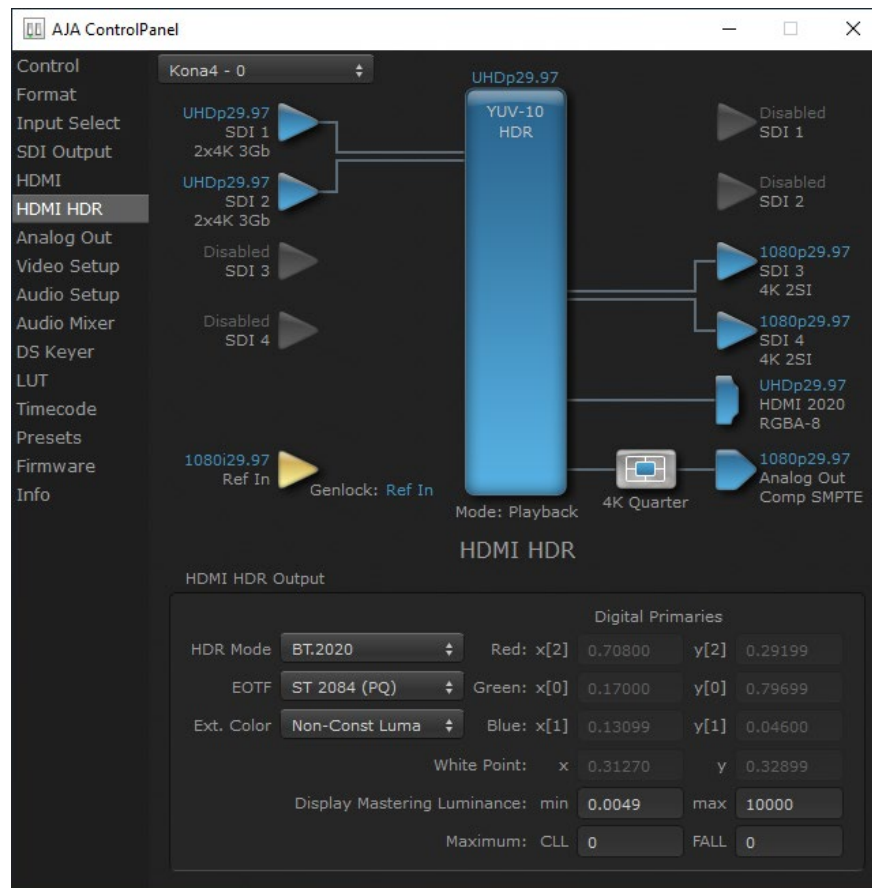 AJA ControlPanel
Control
Format
Input Select
SDI Output
HDMI
HDMI HDR
Analog Out
Video Setup
Audio Setup
Audio Mixer
DS Keyer
LUT
Timecode
Presets
Firmware
Info
Kona4 - 0
UHDp29.97
SDI 1
2x4K 3Gb
UHDp29.97
SDI 2
2x4K 3Gb
Disabled
SDI 3
Disabled
SDI 4
1080i29.97
Ref In
Genlock: Ref In
UHDp29.97
YUV-10
HDR
Mode: Playback
Disabled
SDI 1
Disabled
SDI 2
1080p29.97
SDI 3
4K 2SI
1080p29.97
SDI 4
4K 2SI
UHDp29.97
HDMI 2020
RGBA-8
4K Quarter
1080p29.97
Analog Out
Comp SMPTE
HDMI HDR
HDMI HDR Output
Digital Primaries
HDR Mode BT.2020 Red: x[2] 0.70800 y[2] 0.29199
EOTF ST 2084 (PQ) Green: x[0] 0.17000 y[0] 0.79699
Ext. Color Non-Const Luma Blue: x[1] 0.13099 y[1] 0.04600
White Point: x 0.31270 y 0.32899
Display Mastering Luminance: min 0.0049 max 10000
Maximum: CLL 0 FALL 0